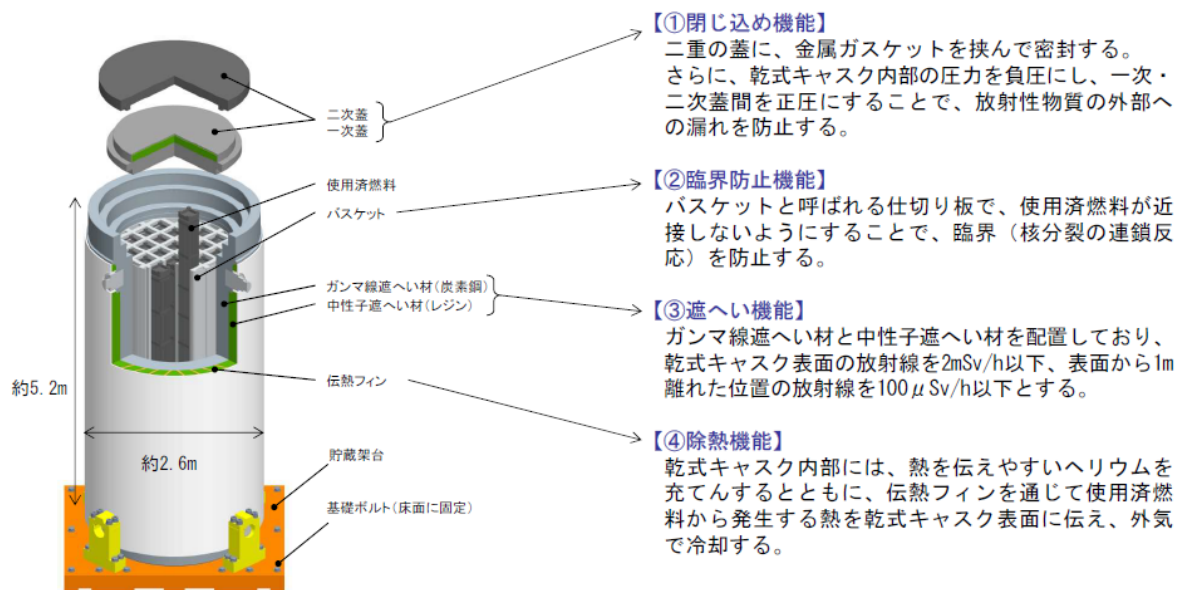 二次蓋
一次蓋
使用済燃料
バスケット
ガンマ線遮へい材(炭素鋼)
中性子遮へい材(レジン)
伝熱フィン
約5.2m
約2.6m
貯蔵架台
基礎ボルト(床面に固定)
【①閉じ込め機能】
二重の蓋に、金属ガスケットを挟んで密封する。
さらに、乾式キャスク内部の圧力を負圧にし、一次・
二次蓋間を正圧にすることで、放射性物質の外部へ
の漏れを防止する。
【②臨界防止機能】
バスケットと呼ばれる仕切り板で、使用済燃料が近
接しないようにすることで、臨界（核分裂の連鎖反
応）を防止する。
【③遮へい機能】
ガンマ線遮へい材と中性子遮へい材を配置しており、
乾式キャスク表面の放射線を2mSv/h以下、表面から1m
離れた位置の放射線を100μSv/h以下とする。
【④除熱機能】
乾式キャスク内部には、熱を伝えやすいヘリウムを
充てんするとともに、伝熱フィンを通じて使用済燃
料から発生する熱を乾式キャスク表面に伝え、外気
で冷却する。